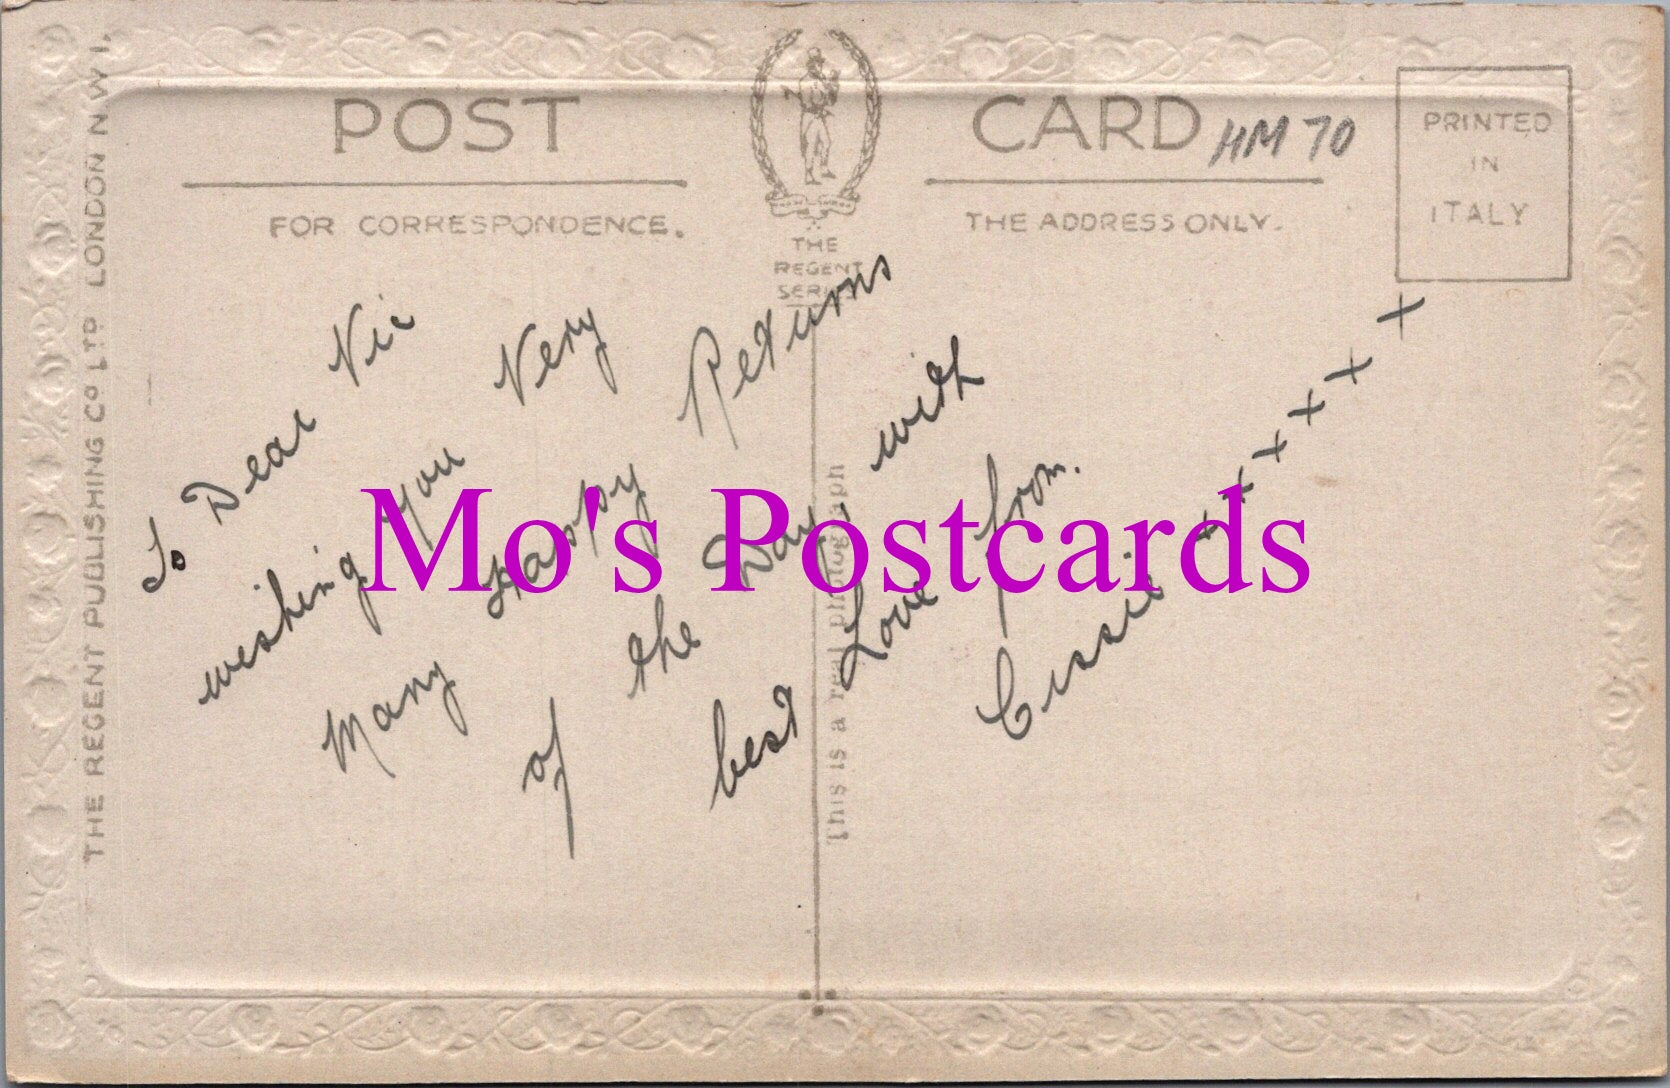 POST CARD HM 70
PRINTED
IN
ITALY
FOR CORRESPONDENCE.
THE ADDRESS ONLY.
THE
REGENT
SERIES
THE REGENT PUBLISHING Co LTD LONDON N.W.1.
This is a real photograph
To Dear Vic
wishing you Very
Many Happy Returns
of the Day, with
best Love from.
Cissie x x x x x x
Mo's Postcards